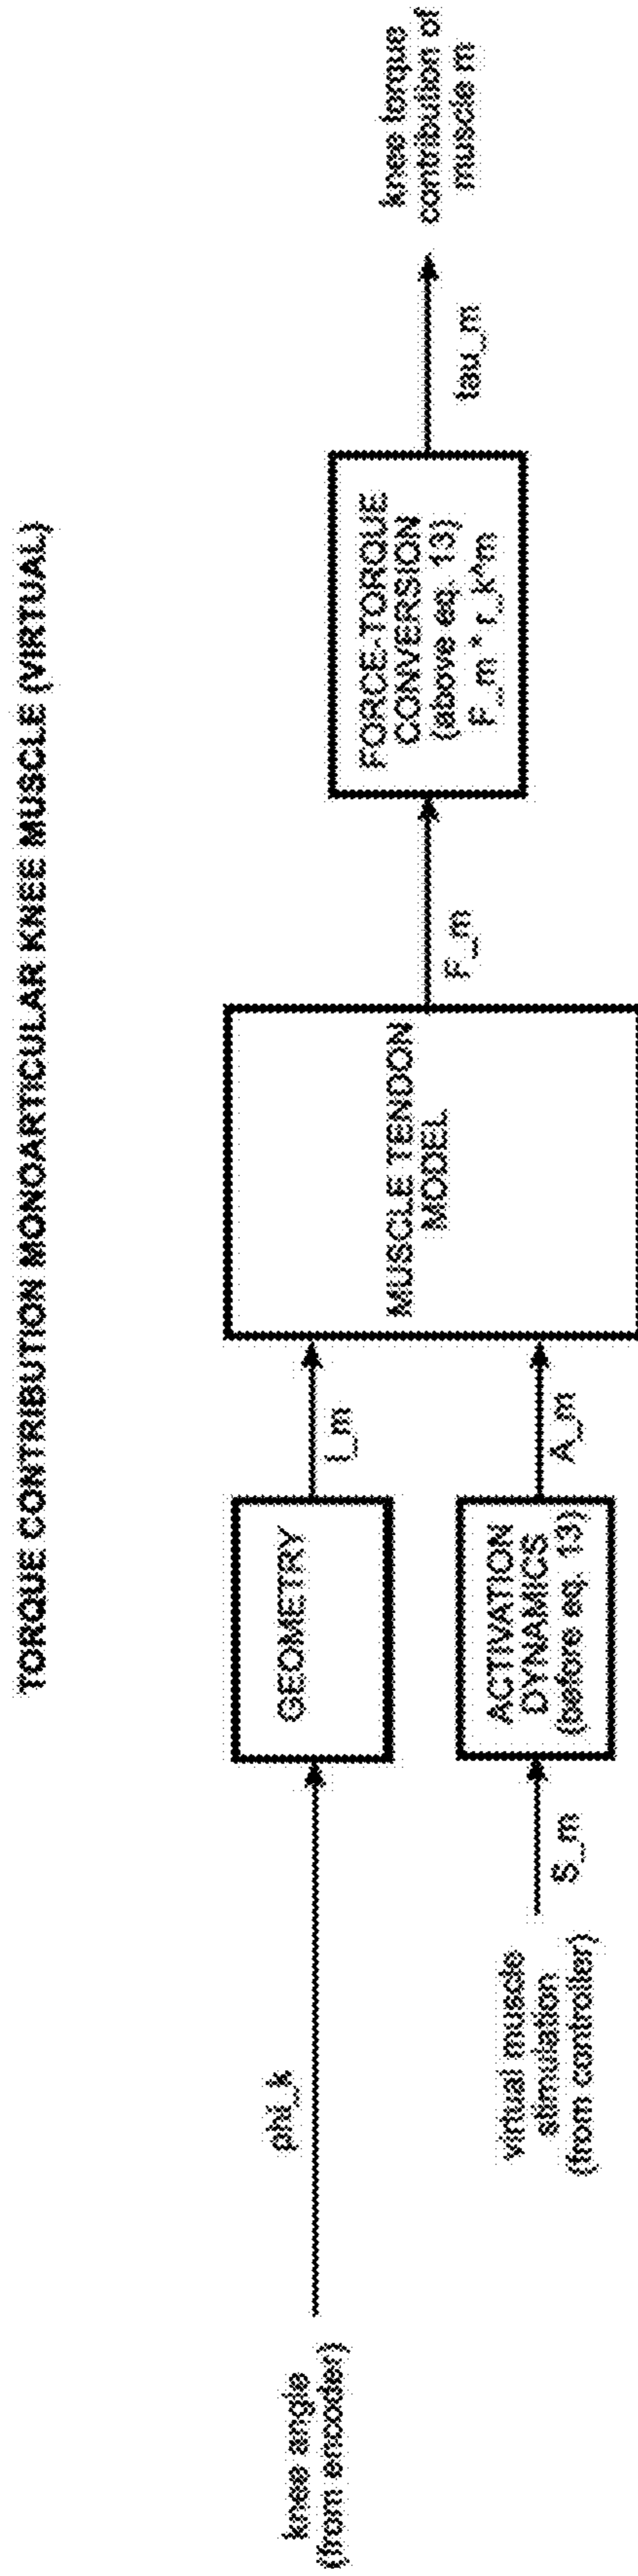 TORQUE CONTRIBUTION MONOARTICULAR KNEE MUSCLE (VIRTUAL)
knee angle
(from encoder)
phi_k
GEOMETRY
l_m
virtual muscle
stimulation
(from controller)
S_m
ACTIVATION
DYNAMICS
(before eq. 13)
A_m
MUSCLE TENDON
MODEL
F_m
FORCE-TORQUE
CONVERSION
(above eq. 13)
F_m * r_k^m
tau_m
knee torque
contribution of
muscle m